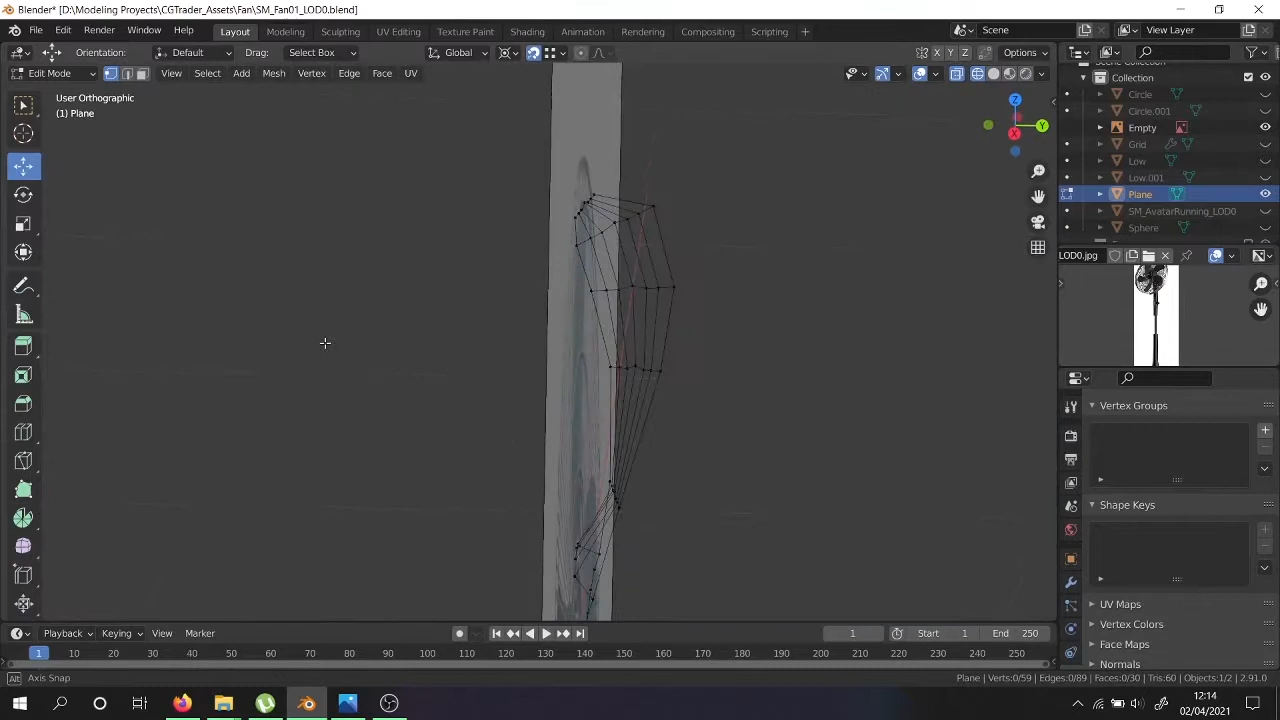 Blender* [D:\Modeling Projects\CGTrader_Assets\Fan\SM_Fan01_LOD0.blend]
File Edit Render Window Help Layout Modeling Sculpting UV Editing Texture Paint Shading Animation Rendering Compositing Scripting + Scene View Layer
Orientation: Default Drag: Select Box Global X Y Z Options
Edit Mode View Select Add Mesh Vertex Edge Face UV
User Orthographic
(1) Plane
Z
Y
X
Scene Collection
Collection
Circle
Circle.001
Empty
Grid
Low
Low.001
Plane
SM_AvatarRunning_LOD0
Sphere
LOD0.jpg
Vertex Groups
Shape Keys
UV Maps
Vertex Colors
Face Maps
Normals
Playback Keying View Marker 1 Start 1 End 250
1 10 20 30 40 50 60 70 80 90 100 110 120 130 140 150 160 170 180 190 200 210 220 230 240 250
Alt Axis Snap Plane | Verts:0/59 | Edges:0/89 | Faces:0/30 | Tris:60 | Objects:1/2 | 2.91.0
12:14
02/04/2021